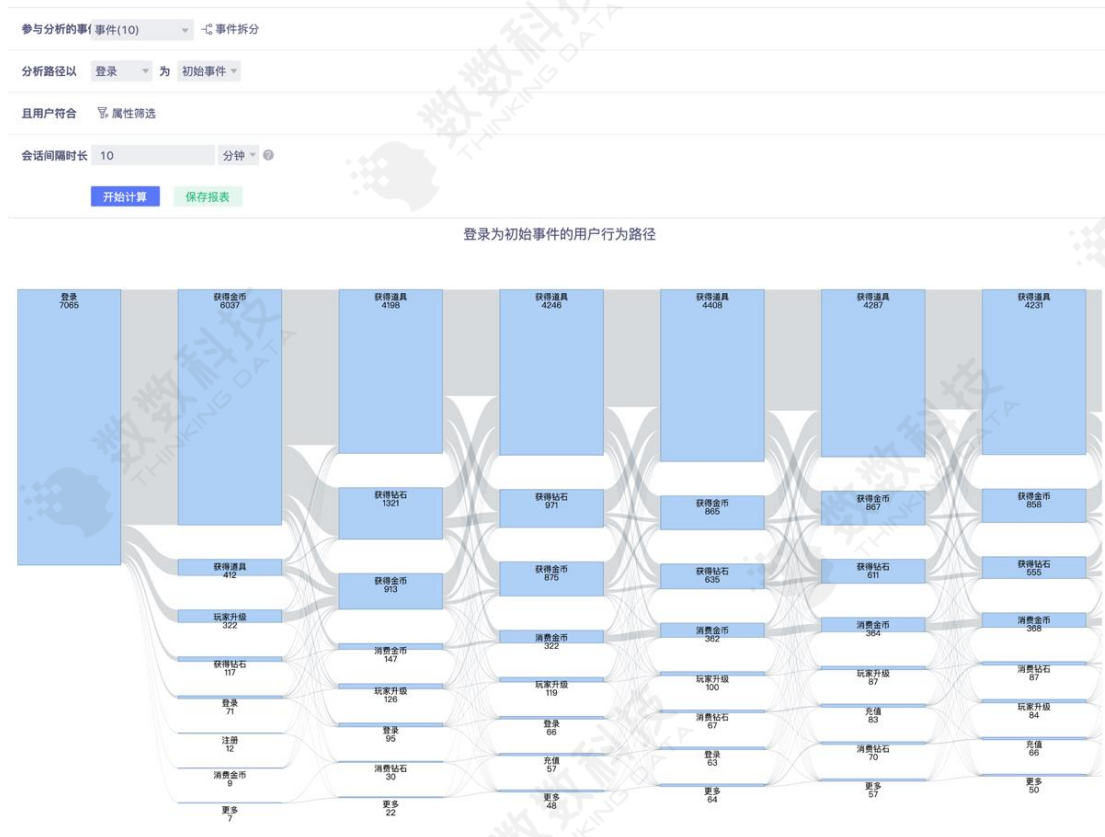 参与分析的事 事件(10) 事件拆分
分析路径以 登录 为 初始事件
且用户符合 属性筛选
会话间隔时长 10 分钟 ?
开始计算 保存报表
登录为初始事件的用户行为路径
登录
7065
获得金币
6037
获得道具
412
玩家升级
322
获得钻石
117
登录
71
注册
12
消费金币
9
更多
7
获得道具
4198
获得钻石
1321
获得金币
913
消费金币
147
玩家升级
126
登录
95
消费钻石
30
更多
22
获得道具
4246
获得钻石
971
获得金币
875
消费金币
322
玩家升级
119
登录
66
充值
57
更多
48
获得道具
4408
获得金币
865
获得钻石
635
消费金币
362
玩家升级
100
消费钻石
67
登录
63
更多
64
获得道具
4287
获得金币
867
获得钻石
611
消费金币
364
玩家升级
87
充值
83
消费钻石
70
更多
57
获得道具
4231
获得金币
858
获得钻石
555
消费金币
368
消费钻石
87
玩家升级
84
充值
66
更多
50
数数科技
THINKING DATA